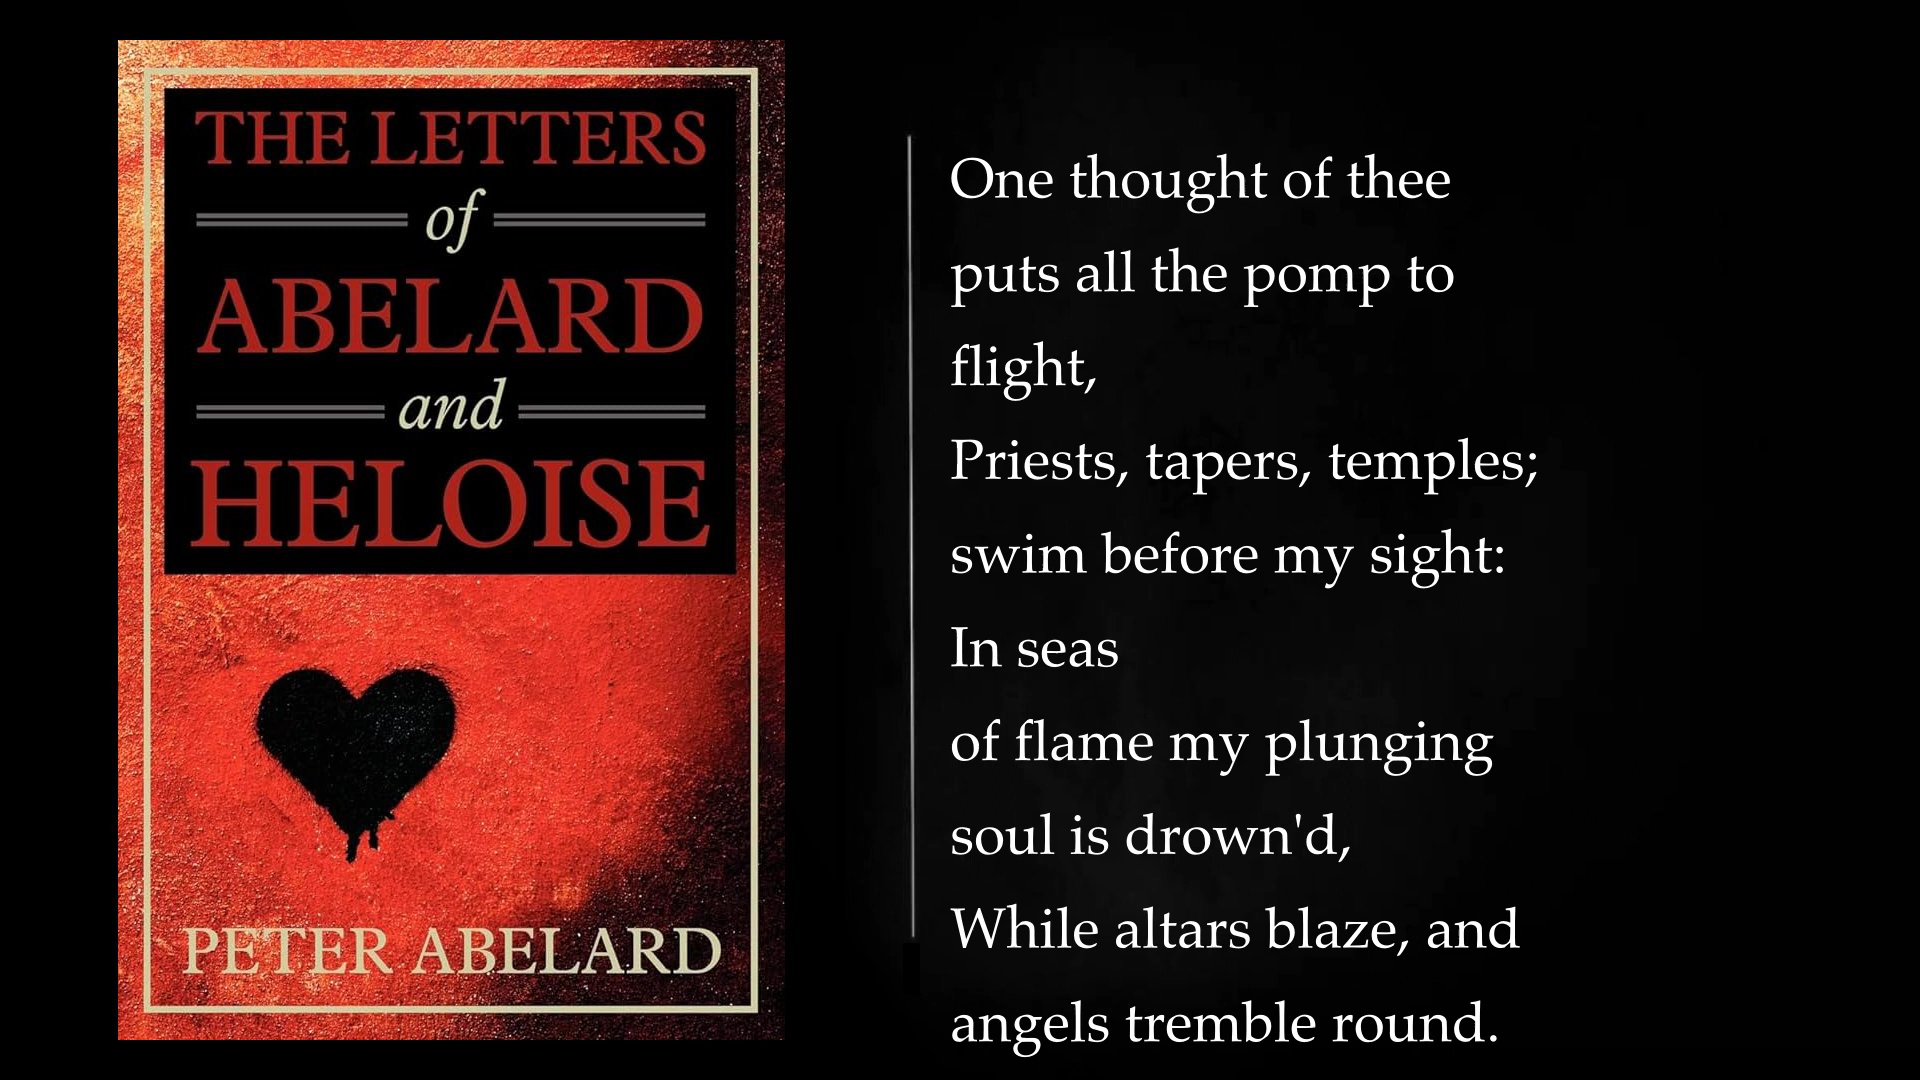 THE LETTERS
of
ABELARD
and
HELOISE
PETER ABELARD
One thought of thee
puts all the pomp to
flight,
Priests, tapers, temples;
swim before my sight:
In seas
of flame my plunging
soul is drown'd,
While altars blaze, and
angels tremble round.